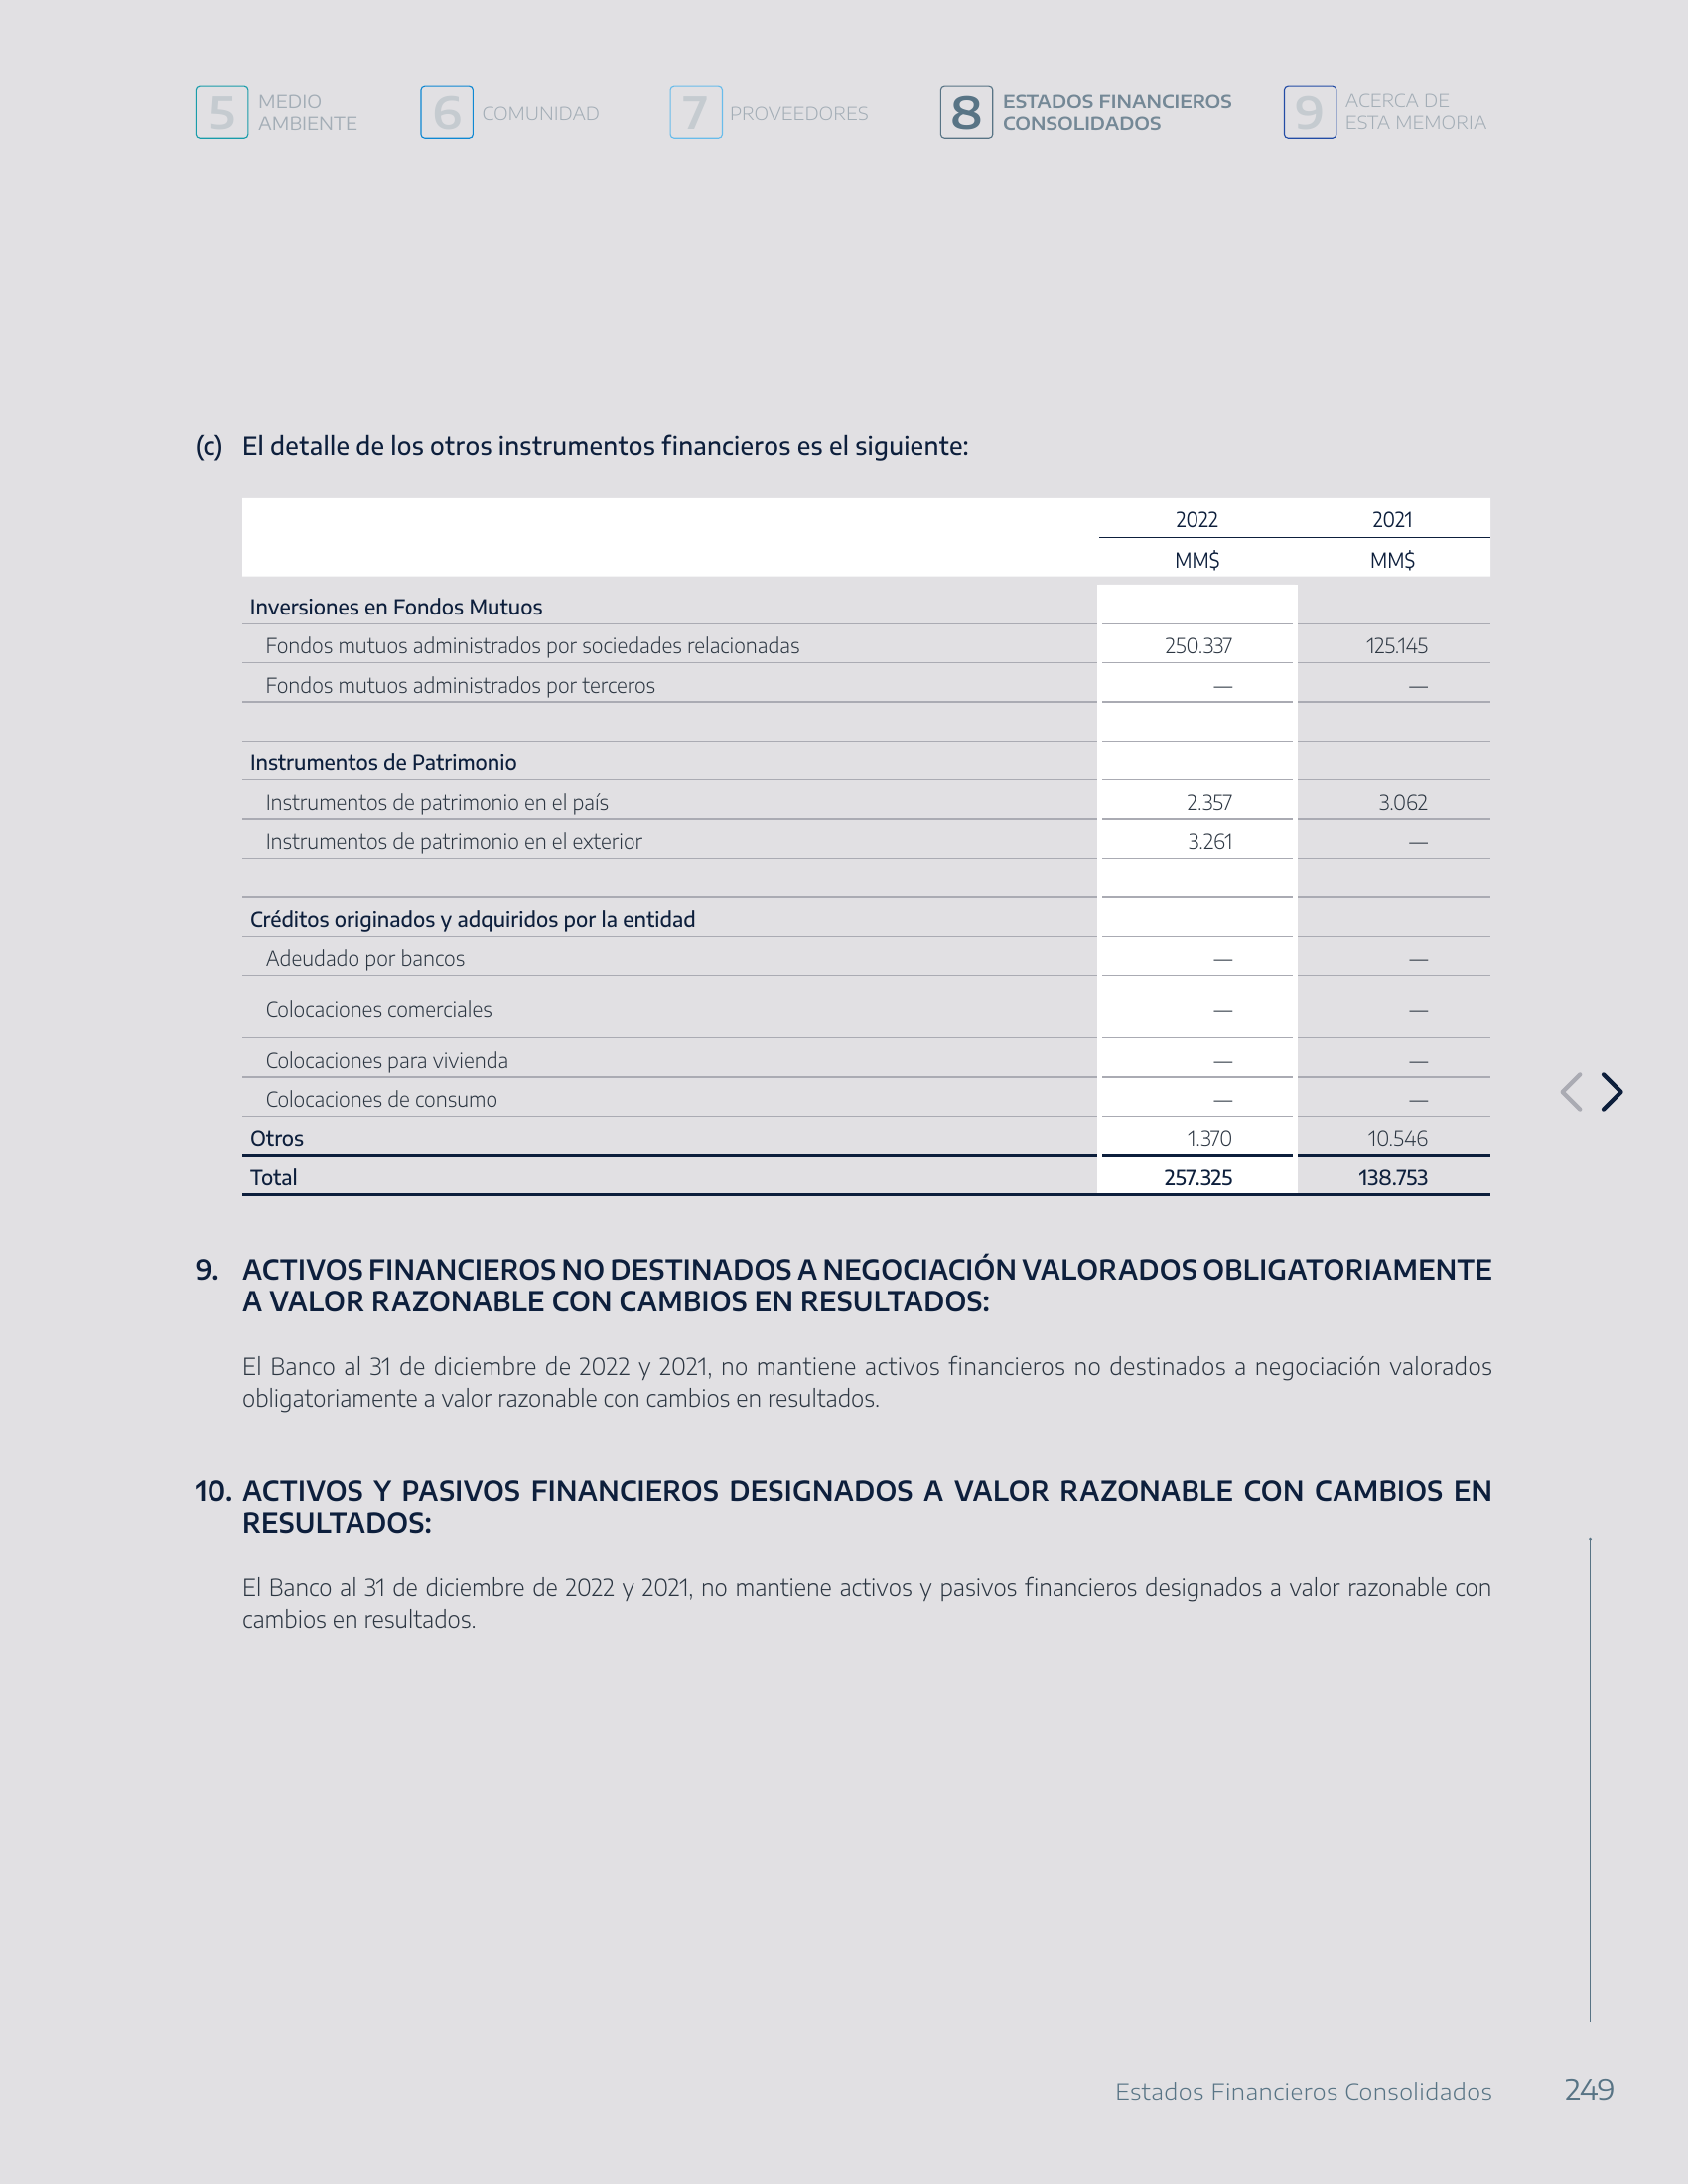 5 MEDIO AMBIENTE
6 COMUNIDAD
7 PROVEEDORES
8 ESTADOS FINANCIEROS CONSOLIDADOS
9 ACERCA DE ESTA MEMORIA
(c) El detalle de los otros instrumentos financieros es el siguiente:
2022 2021
MM$ MM$
Inversiones en Fondos Mutuos
Fondos mutuos administrados por sociedades relacionadas 250.337 125.145
Fondos mutuos administrados por terceros — —
Instrumentos de Patrimonio
Instrumentos de patrimonio en el país 2.357 3.062
Instrumentos de patrimonio en el exterior 3.261 —
Créditos originados y adquiridos por la entidad
Adeudado por bancos — —
Colocaciones comerciales — —
Colocaciones para vivienda — —
Colocaciones de consumo — —
Otros 1.370 10.546
Total 257.325 138.753
9. ACTIVOS FINANCIEROS NO DESTINADOS A NEGOCIACIÓN VALORADOS OBLIGATORIAMENTE
A VALOR RAZONABLE CON CAMBIOS EN RESULTADOS:
El Banco al 31 de diciembre de 2022 y 2021, no mantiene activos financieros no destinados a negociación valorados
obligatoriamente a valor razonable con cambios en resultados.
10. ACTIVOS Y PASIVOS FINANCIEROS DESIGNADOS A VALOR RAZONABLE CON CAMBIOS EN
RESULTADOS:
El Banco al 31 de diciembre de 2022 y 2021, no mantiene activos y pasivos financieros designados a valor razonable con
cambios en resultados.
Estados Financieros Consolidados 249